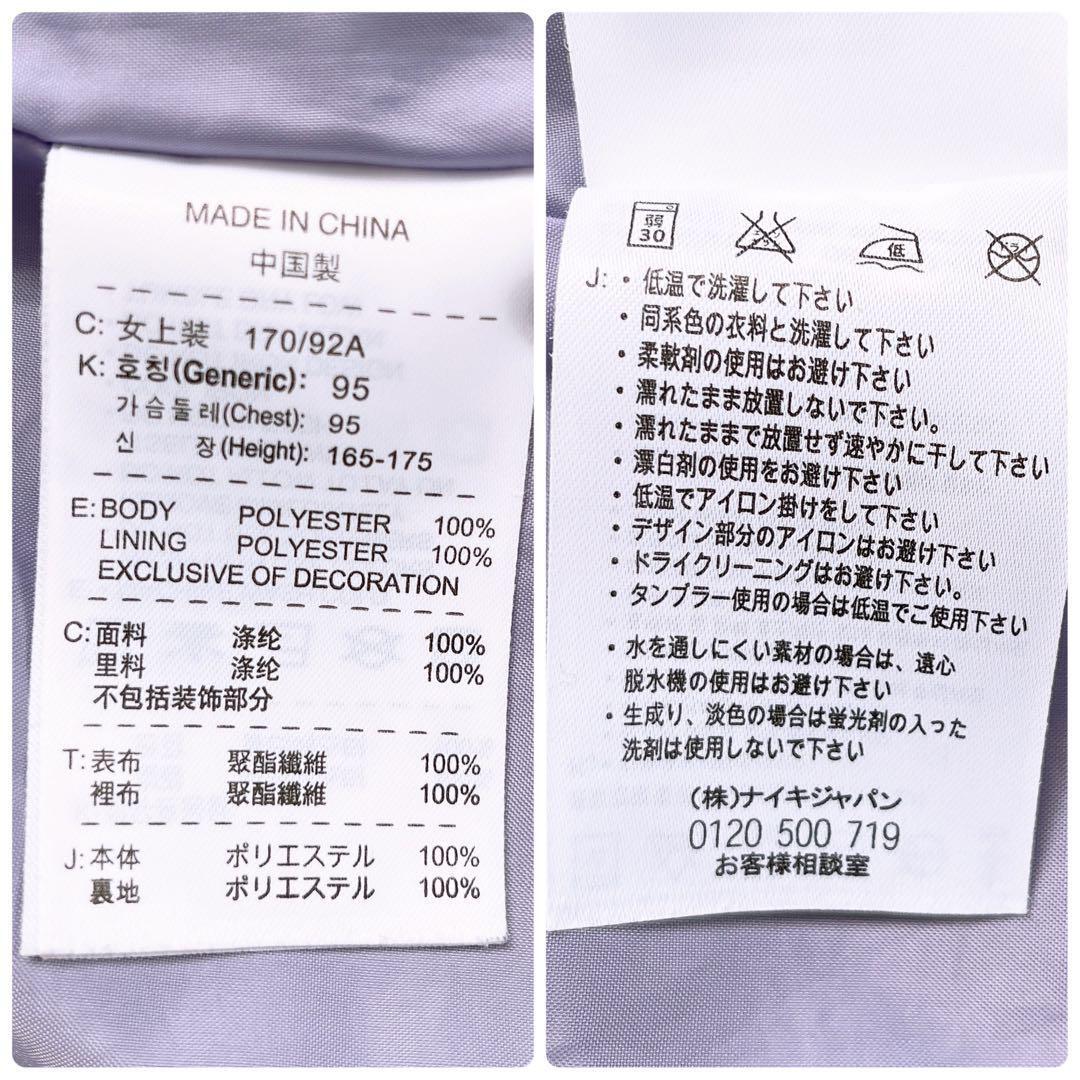 MADE IN CHINA
中国製
C: 女上装 170/92A
K: 호칭(Generic): 95
가슴둘레(Chest): 95
신 장(Height): 165-175
E: BODY POLYESTER 100%
LINING POLYESTER 100%
EXCLUSIVE OF DECORATION
C: 面料 涤纶 100%
里料 涤纶 100%
不包括装饰部分
T: 表布 聚酯纖維 100%
裡布 聚酯纖維 100%
J: 本体 ポリエステル 100%
裏地 ポリエステル 100%
弱
30
低
ドライ
J: ・低温で洗濯して下さい
・同系色の衣料と洗濯して下さい
・柔軟剤の使用はお避け下さい
・濡れたまま放置しないで下さい。
・濡れたままで放置せず速やかに干して下さい
・漂白剤の使用をお避け下さい
・低温でアイロン掛けをして下さい
・デザイン部分のアイロンはお避け下さい
・ドライクリーニングはお避け下さい。
・タンブラー使用の場合は低温でご使用下さい
・水を通しにくい素材の場合は、遠心
脱水機の使用はお避け下さい
・生成り、淡色の場合は蛍光剤の入った
洗剤は使用しないで下さい
(株)ナイキジャパン
0120 500 719
お客様相談室